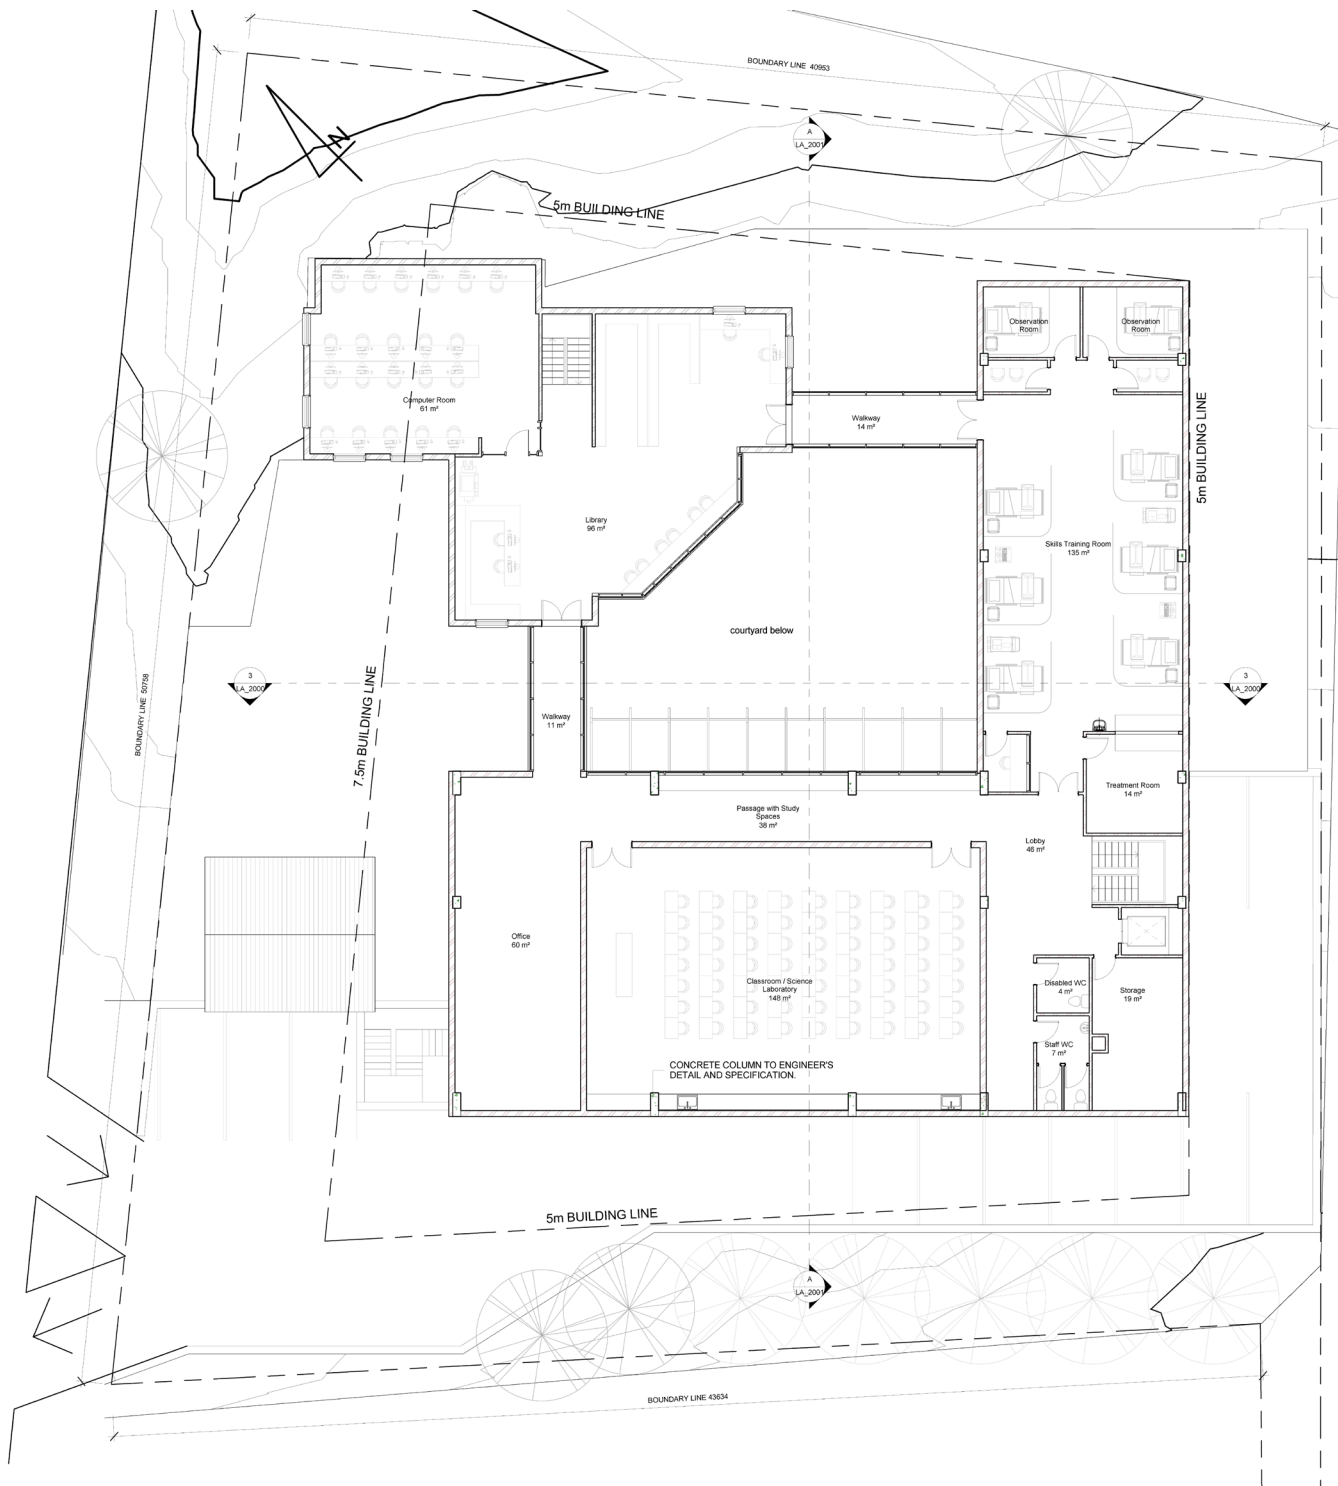 BOUNDARY LINE 40953
A
LA_2001
N
5m BUILDING LINE
Observation
Room
Observation
Room
Computer Room
61 m²
Walkway
14 m²
5m BUILDING LINE
Library
96 m²
Skills Training Room
135 m²
courtyard below
3
LA_2000
3
LA_2000
BOUNDARY LINE 50758
7.5m BUILDING LINE
Walkway
11 m²
Treatment Room
14 m²
Passage with Study
Spaces
38 m²
Lobby
46 m²
Office
60 m²
Classroom / Science
Laboratory
148 m²
Disabled WC
4 m²
Storage
19 m²
Staff WC
7 m²
CONCRETE COLUMN TO ENGINEER'S
DETAIL AND SPECIFICATION.
5m BUILDING LINE
A
LA_2001
BOUNDARY LINE 43634